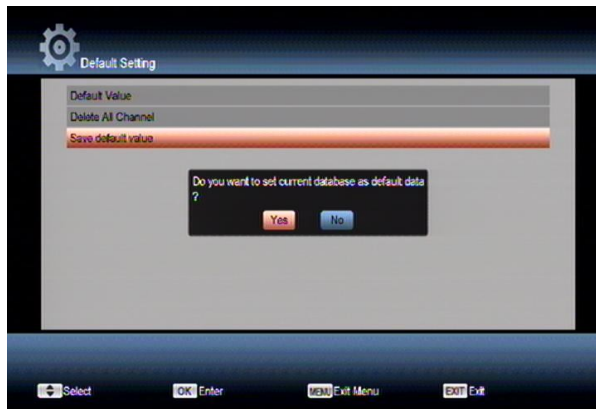 Default Setting
Default Value
Delete All Channel
Save default value
Do you want to set current database as default data
?
Yes No
Select OK Enter MENU Exit Menu EXIT Exit